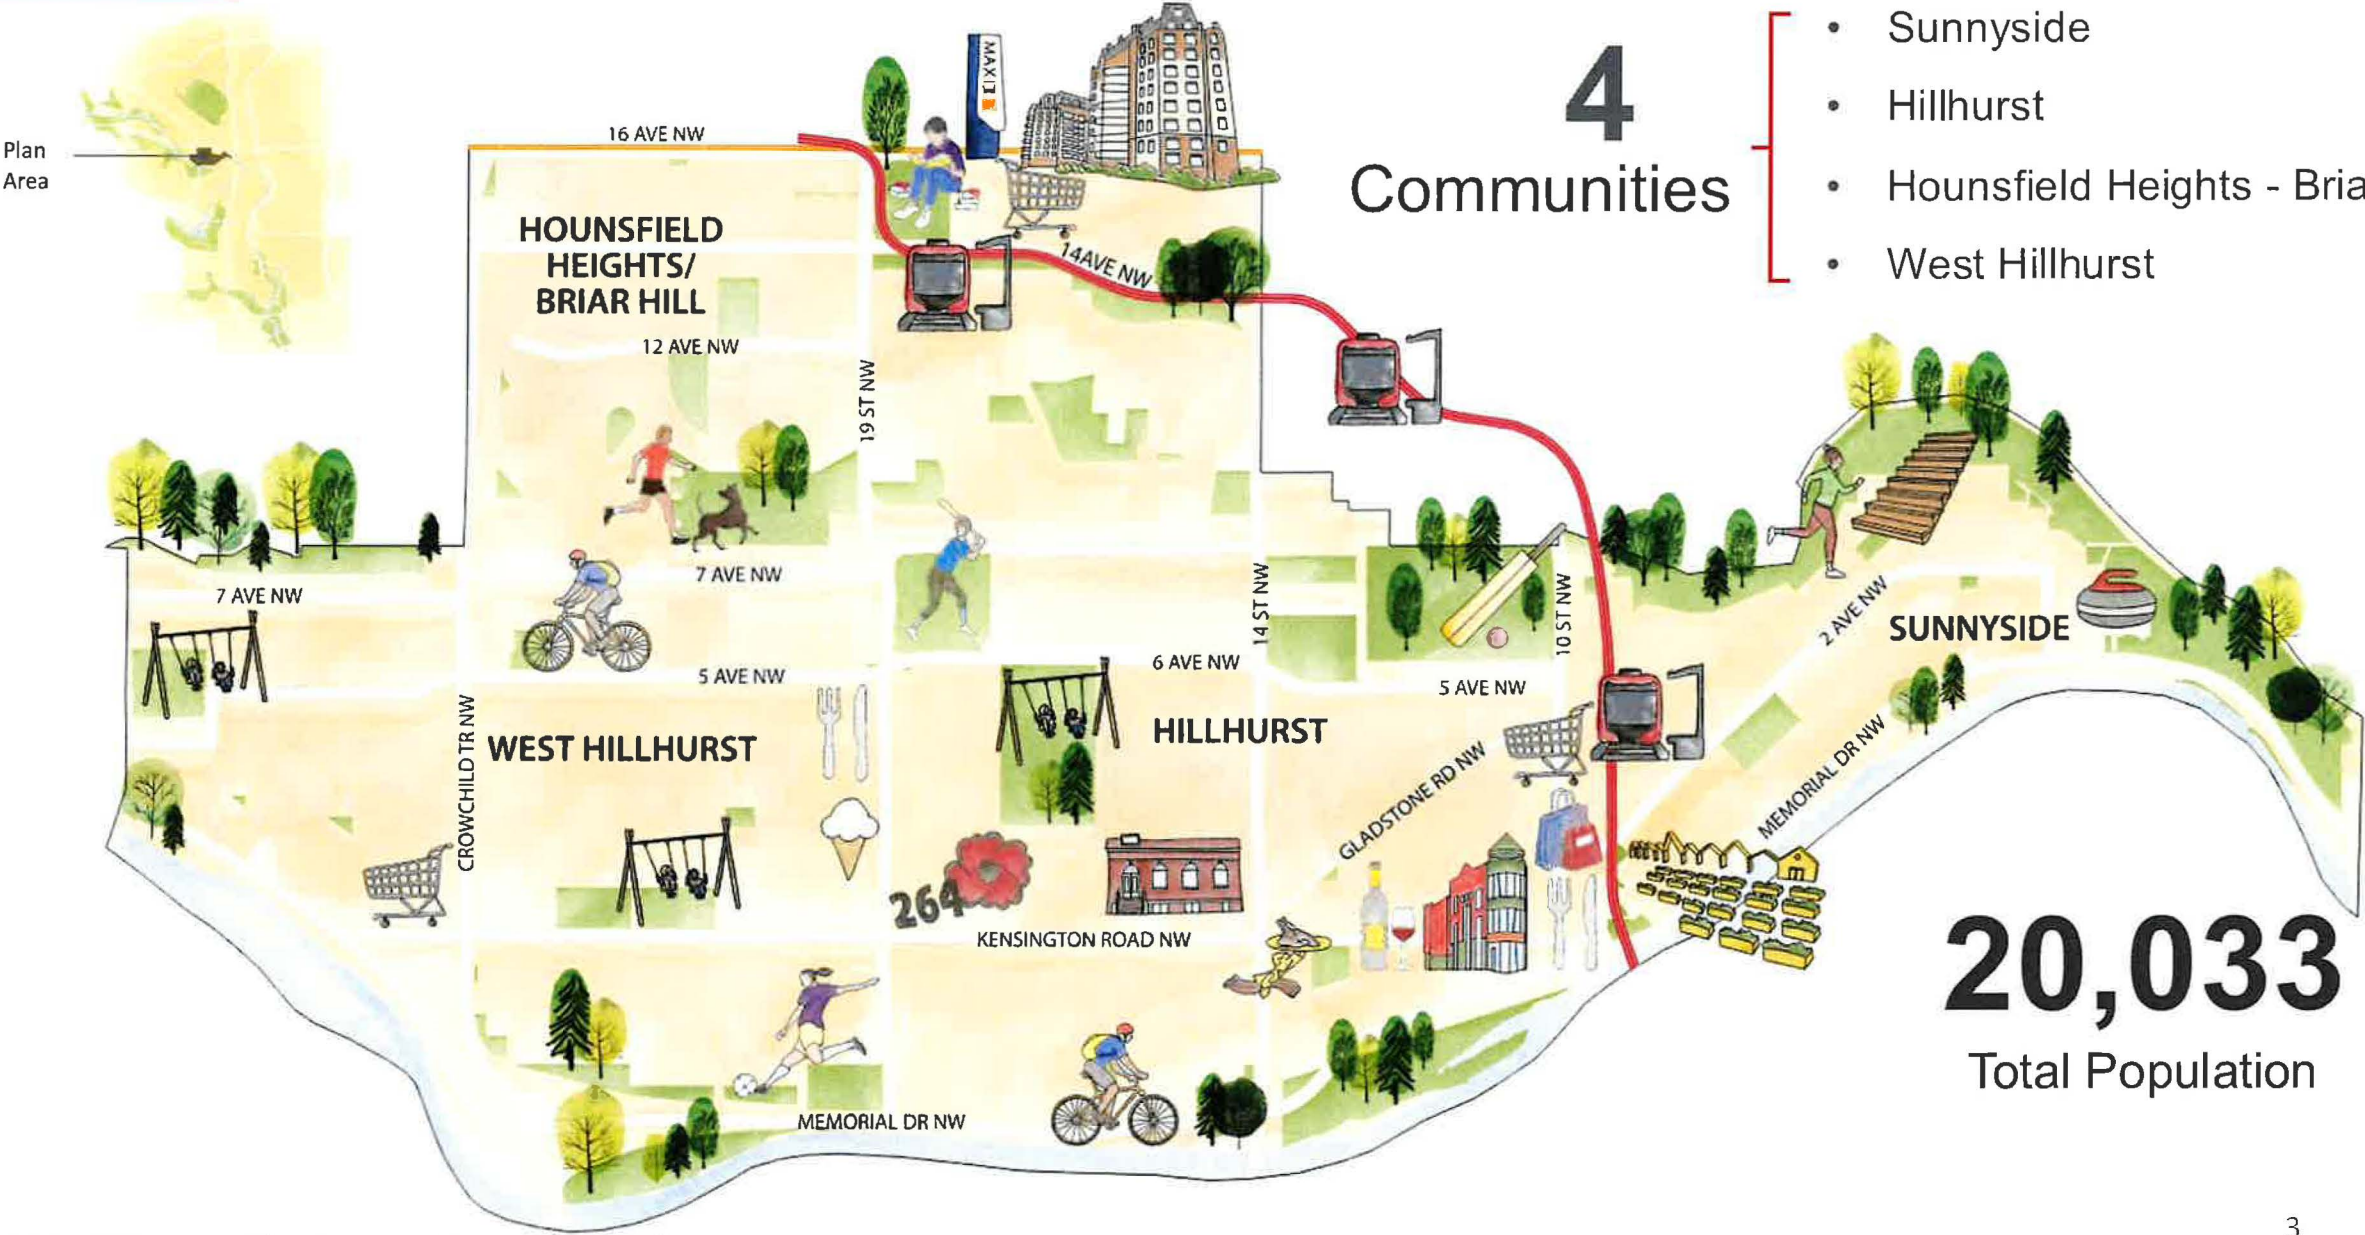 4
Communities
• Sunnyside
• Hillhurst
• Hounsfield Heights - Bria
• West Hillhurst
Plan
Area
MAX
16 AVE NW
HOUNSFIELD
HEIGHTS/
BRIAR HILL
14 AVE NW
12 AVE NW
19 ST NW
7 AVE NW
7 AVE NW
14 ST NW
10 ST NW
2 AVE NW
SUNNYSIDE
5 AVE NW
6 AVE NW
5 AVE NW
CROWCHILD TR NW
WEST HILLHURST
HILLHURST
GLADSTONE RD NW
MEMORIAL DR NW
264
KENSINGTON ROAD NW
MEMORIAL DR NW
20,033
Total Population
3